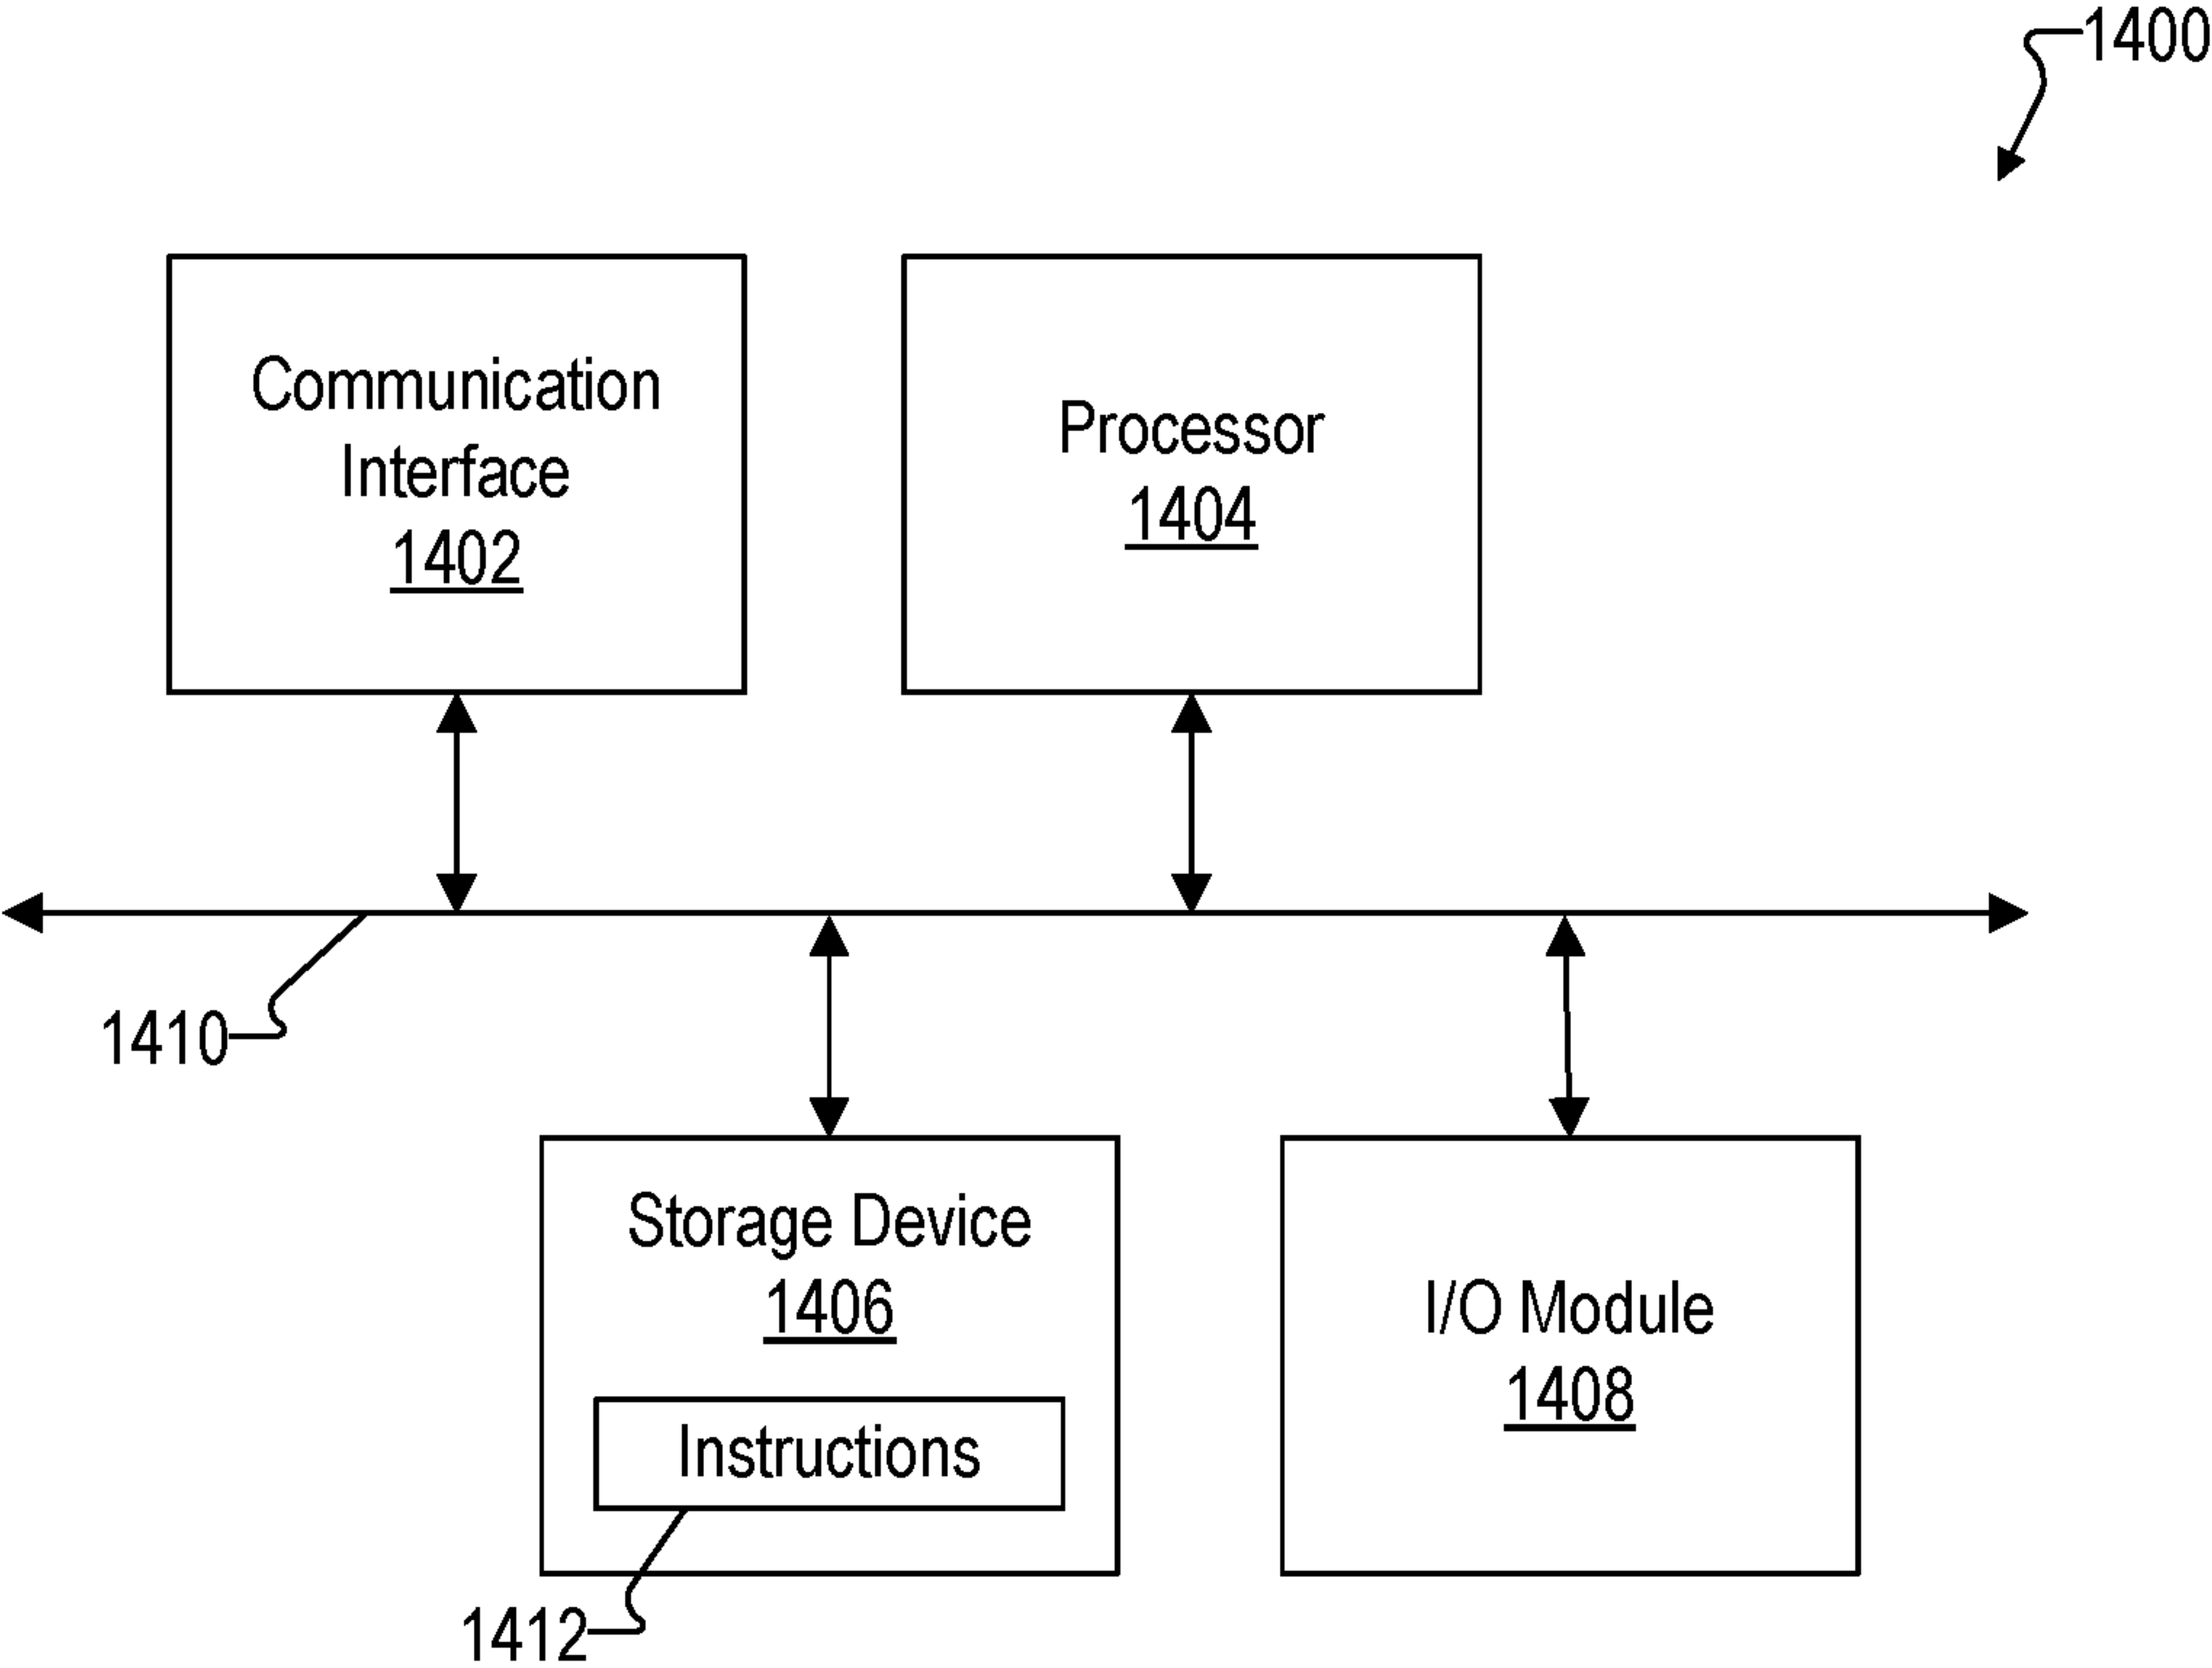 1400
Communication
Interface
1402
Processor
1404
1410
Storage Device
1406
Instructions
1412
I/O Module
1408